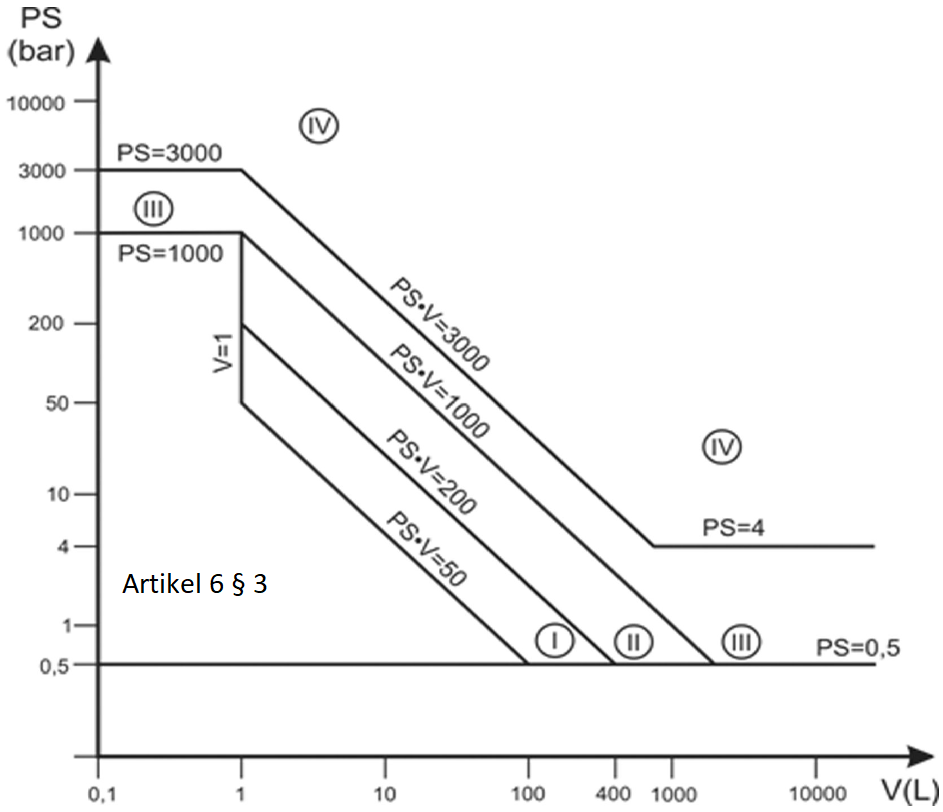 PS
(bar)
10000
IV
PS=3000
3000
III
1000
PS=1000
PS•V=3000
200
V=1
PS•V=1000
50
PS•V=200
IV
10
PS=4
4
PS•V=50
Artikel 6 § 3
1
I
II
III
PS=0,5
0,5
0,1
1
10
100
400
1000
10000
V(L)